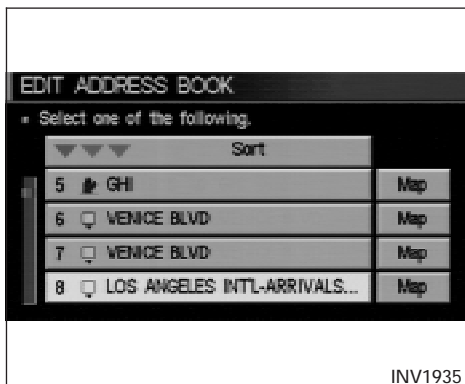 EDIT ADDRESS BOOK
Select one of the following.
Sort
5 GHI Map
6 VENICE BLVD Map
7 VENICE BLVD Map
8 LOS ANGELES INT'L-ARRIVALS... Map
INV1935